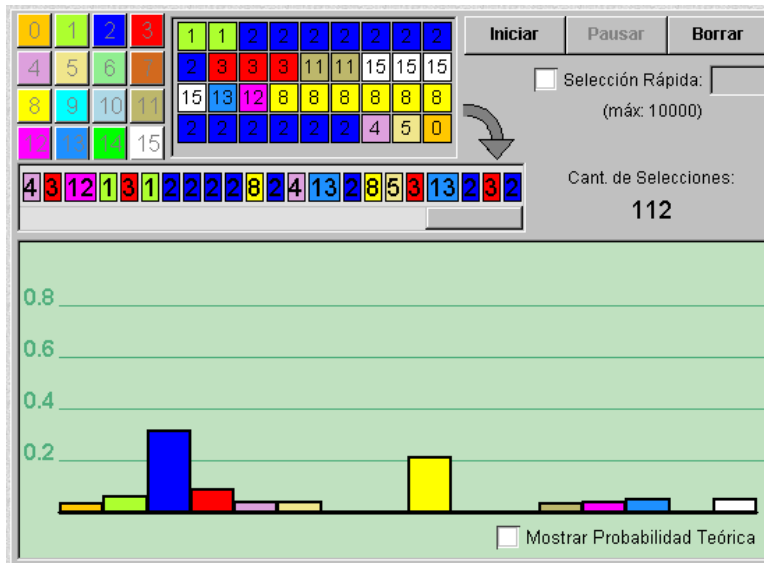 0 1 2 3
4 5 6 7
8 9 10 11
12 13 14 15
1 1 2 2 2 2 2 2 2
2 3 3 3 11 11 15 15 15
15 13 12 8 8 8 8 8 8
2 2 2 2 2 2 4 5 0
Iniciar Pausar Borrar
Selección Rápida:
(máx: 10000)
4 3 12 1 3 1 2 2 2 2 8 2 4 13 2 8 5 3 13 2 3 2
Cant. de Selecciones:
112
0.8
0.6
0.4
0.2
Mostrar Probabilidad Teórica